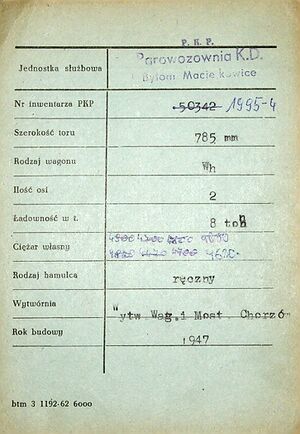 P. K. P.
Jednostka służbowa Parowozownia K.D.
Bytom Maciejkowice
Nr inwentarza PKP 50342 1995-4
Szerokość toru 785 mm
Rodzaj wagonu Wh
Ilość osi 2
Ładowność w t. 8 ton
Ciężar własny
4620
Rodzaj hamulca ręczny
Wytwórnia Wytw Wag.i Most. Chorzów
Rok budowy 1947
btm 3 1192-62 6000